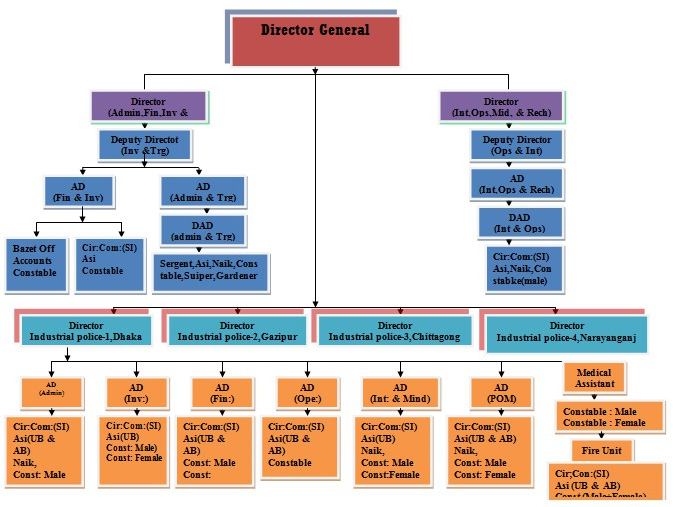 Director General
Director
(Admin,Fin,Inv &
Director
(Int,Ops,Mid, & Rech)
Deputy Directot
(Inv &Trg)
Deputy Director
(Ops & Int)
AD
(Fin & Inv)
AD
(Admin & Trg)
AD
(Int,Ops & Rech)
DAD
(admin & Trg)
DAD
(Int & Ops)
Bazet Off
Accounts
Constable
Cir:Com:(SI)
Asi
Constable
Sergent,Asi,Naik,Cons
table,Suiper,Gardener
Cir:Com:(SI)
Asi,Naik,Con
stabke(male)
Director
Industrial police-1,Dhaka
Director
Industrial police-2,Gazipur
Director
Industrial police-3,Chittagong
Director
Industrial police-4,Narayanganj
AD
(Admin)
AD
(Inv:)
AD
(Fin:)
AD
(Ope:)
AD
(Int: & Mind)
AD
(POM)
Medical
Assistant
Cir:Com:(SI)
Asi(UB &
AB)
Naik,
Const: Male
Cir:Com:(SI)
Asi(UB)
Const: Male)
Const: Female
Cir:Com:(SI)
Asi(UB &
AB)
Const: Male
Const:
Cir:Com:(SI)
Asi(UB &
AB)
Constable
Cir:Com:(SI)
Asi(UB)
Naik,
Const: Male
Const:Female
Cir:Com:(SI)
Asi(UB & AB)
Naik,
Const: Male
Const: Female
Constable : Male
Constable : Female
Fire Unit
Cir;Con:(SI)
Asi (UB & AB)
Const (Male+Female)